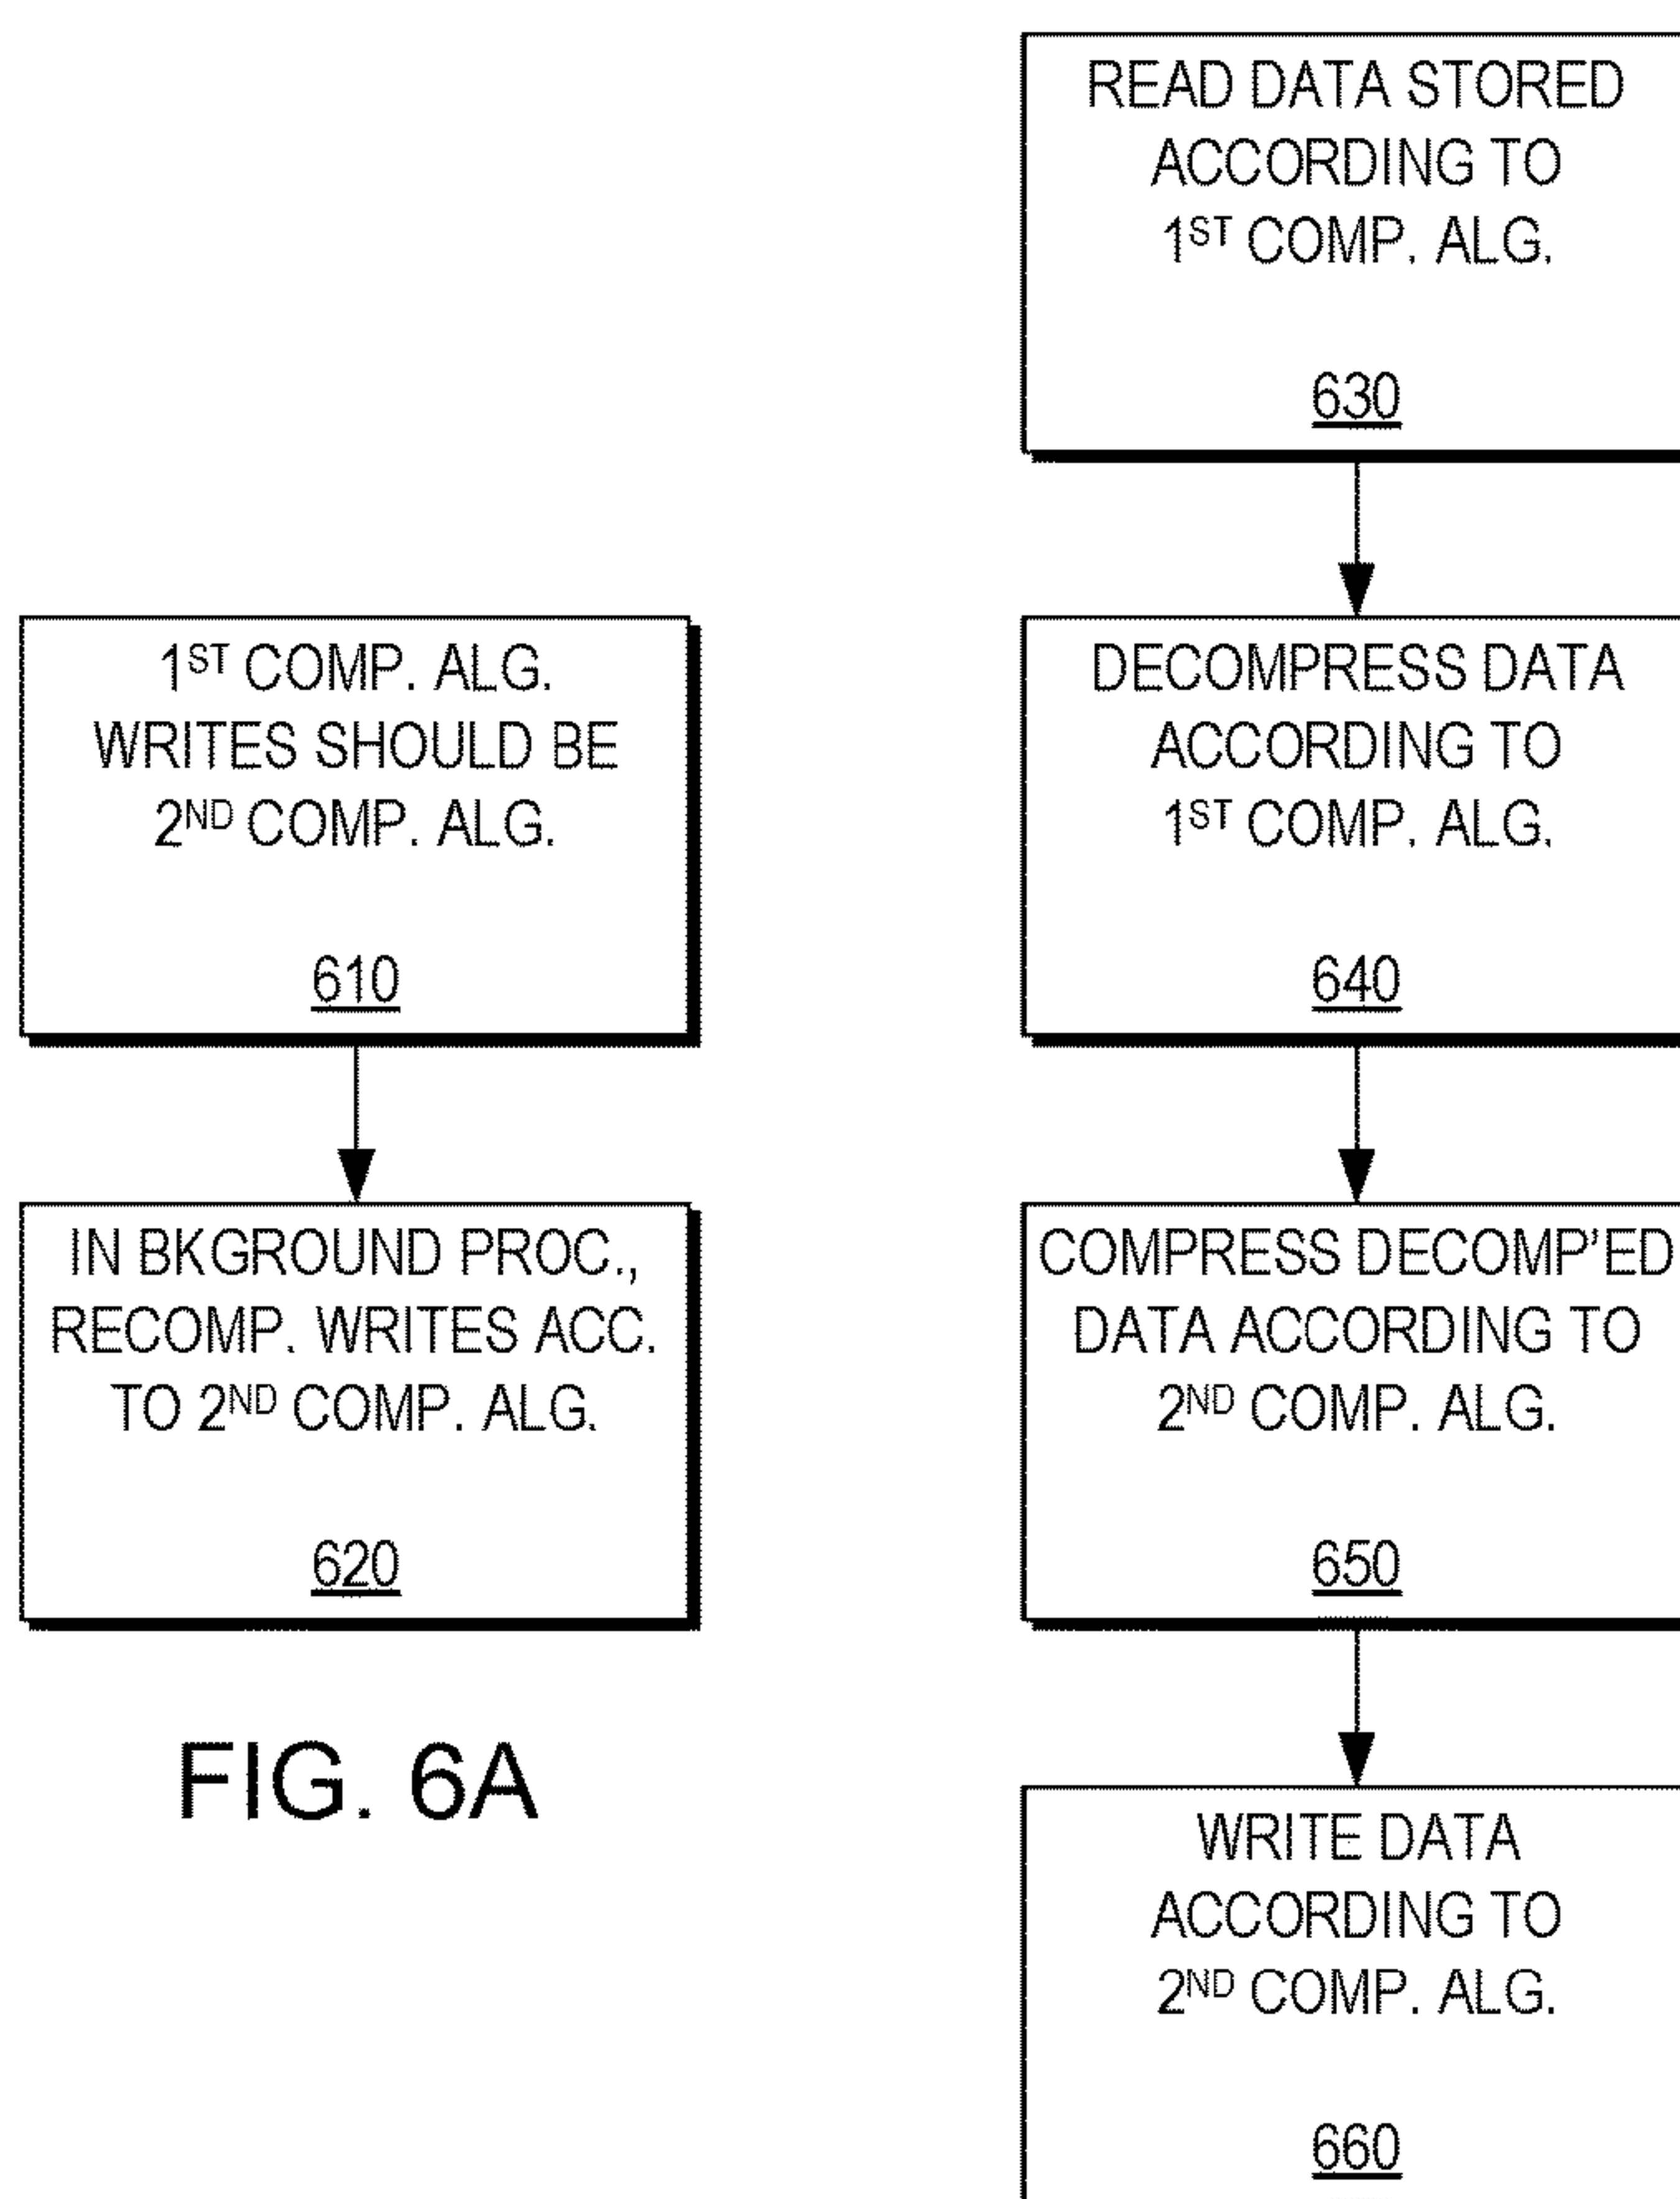 1ST COMP. ALG.
WRITES SHOULD BE
2ND COMP. ALG.
610
IN BKGROUND PROC.,
RECOMP. WRITES ACC.
TO 2ND COMP. ALG.
620
FIG. 6A
READ DATA STORED
ACCORDING TO
1ST COMP. ALG.
630
DECOMPRESS DATA
ACCORDING TO
1ST COMP. ALG.
640
COMPRESS DECOMP'ED
DATA ACCORDING TO
2ND COMP. ALG.
650
WRITE DATA
ACCORDING TO
2ND COMP. ALG.
660